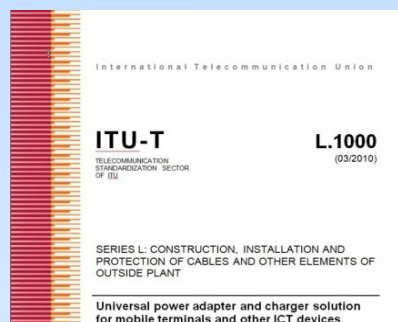 International Telecommunication Union
ITU-T
L.1000
TELECOMMUNICATION
(03/2010)
STANDARDIZATION SECTOR
OF ITU
SERIES L: CONSTRUCTION, INSTALLATION AND
PROTECTION OF CABLES AND OTHER ELEMENTS OF
OUTSIDE PLANT
Universal power adapter and charger solution
for mobile terminals and other ICT devices